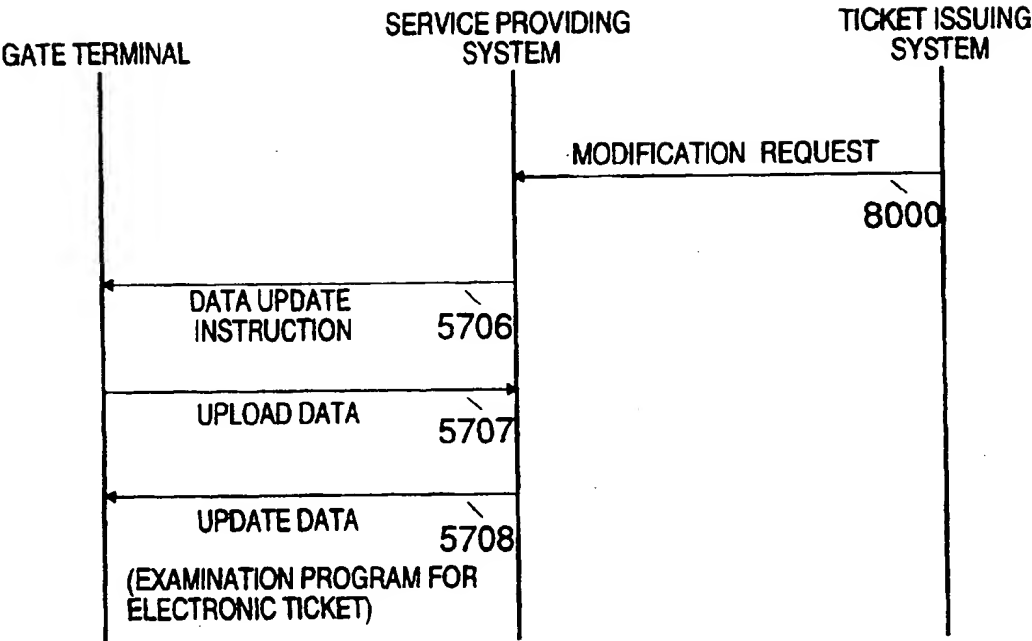 GATE TERMINAL
SERVICE PROVIDING
SYSTEM
TICKET ISSUING
SYSTEM
MODIFICATION REQUEST
8000
DATA UPDATE
INSTRUCTION
5706
UPLOAD DATA
5707
UPDATE DATA
5708
(EXAMINATION PROGRAM FOR
ELECTRONIC TICKET)